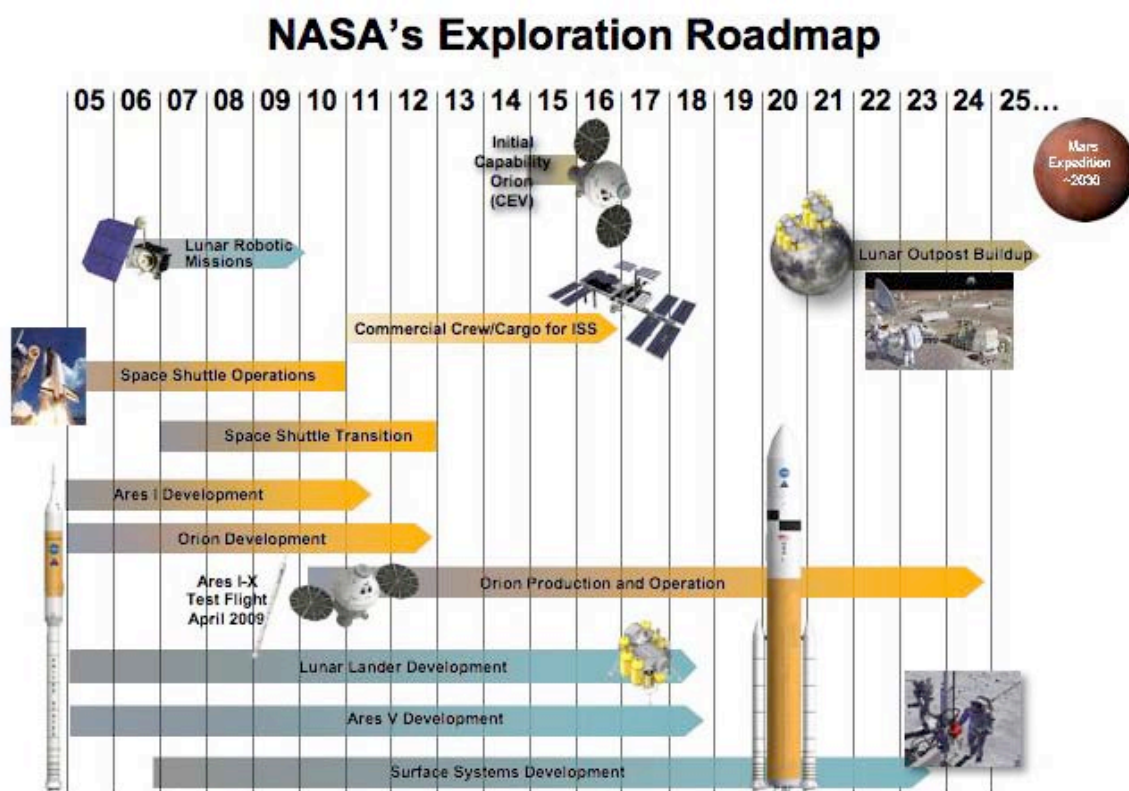 NASA's Exploration Roadmap
05 06 07 08 09 10 11 12 13 14 15 16 17 18 19 20 21 22 23 24 25...
Initial
Capability
Orion
(CEV)
Mars
Expedition
~2030
Lunar Robotic
Missions
Lunar Outpost Buildup
Commercial Crew/Cargo for ISS
Space Shuttle Operations
Space Shuttle Transition
Ares I Development
Orion Development
Ares I-X
Test Flight
April 2009
Orion Production and Operation
Lunar Lander Development
Ares V Development
Surface Systems Development